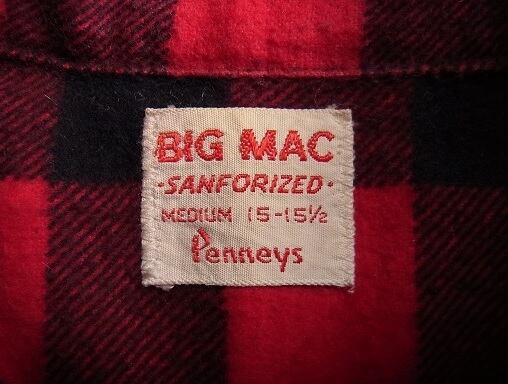 BIG MAC
·SANFORIZED·
MEDIUM 15-15½
Penneys